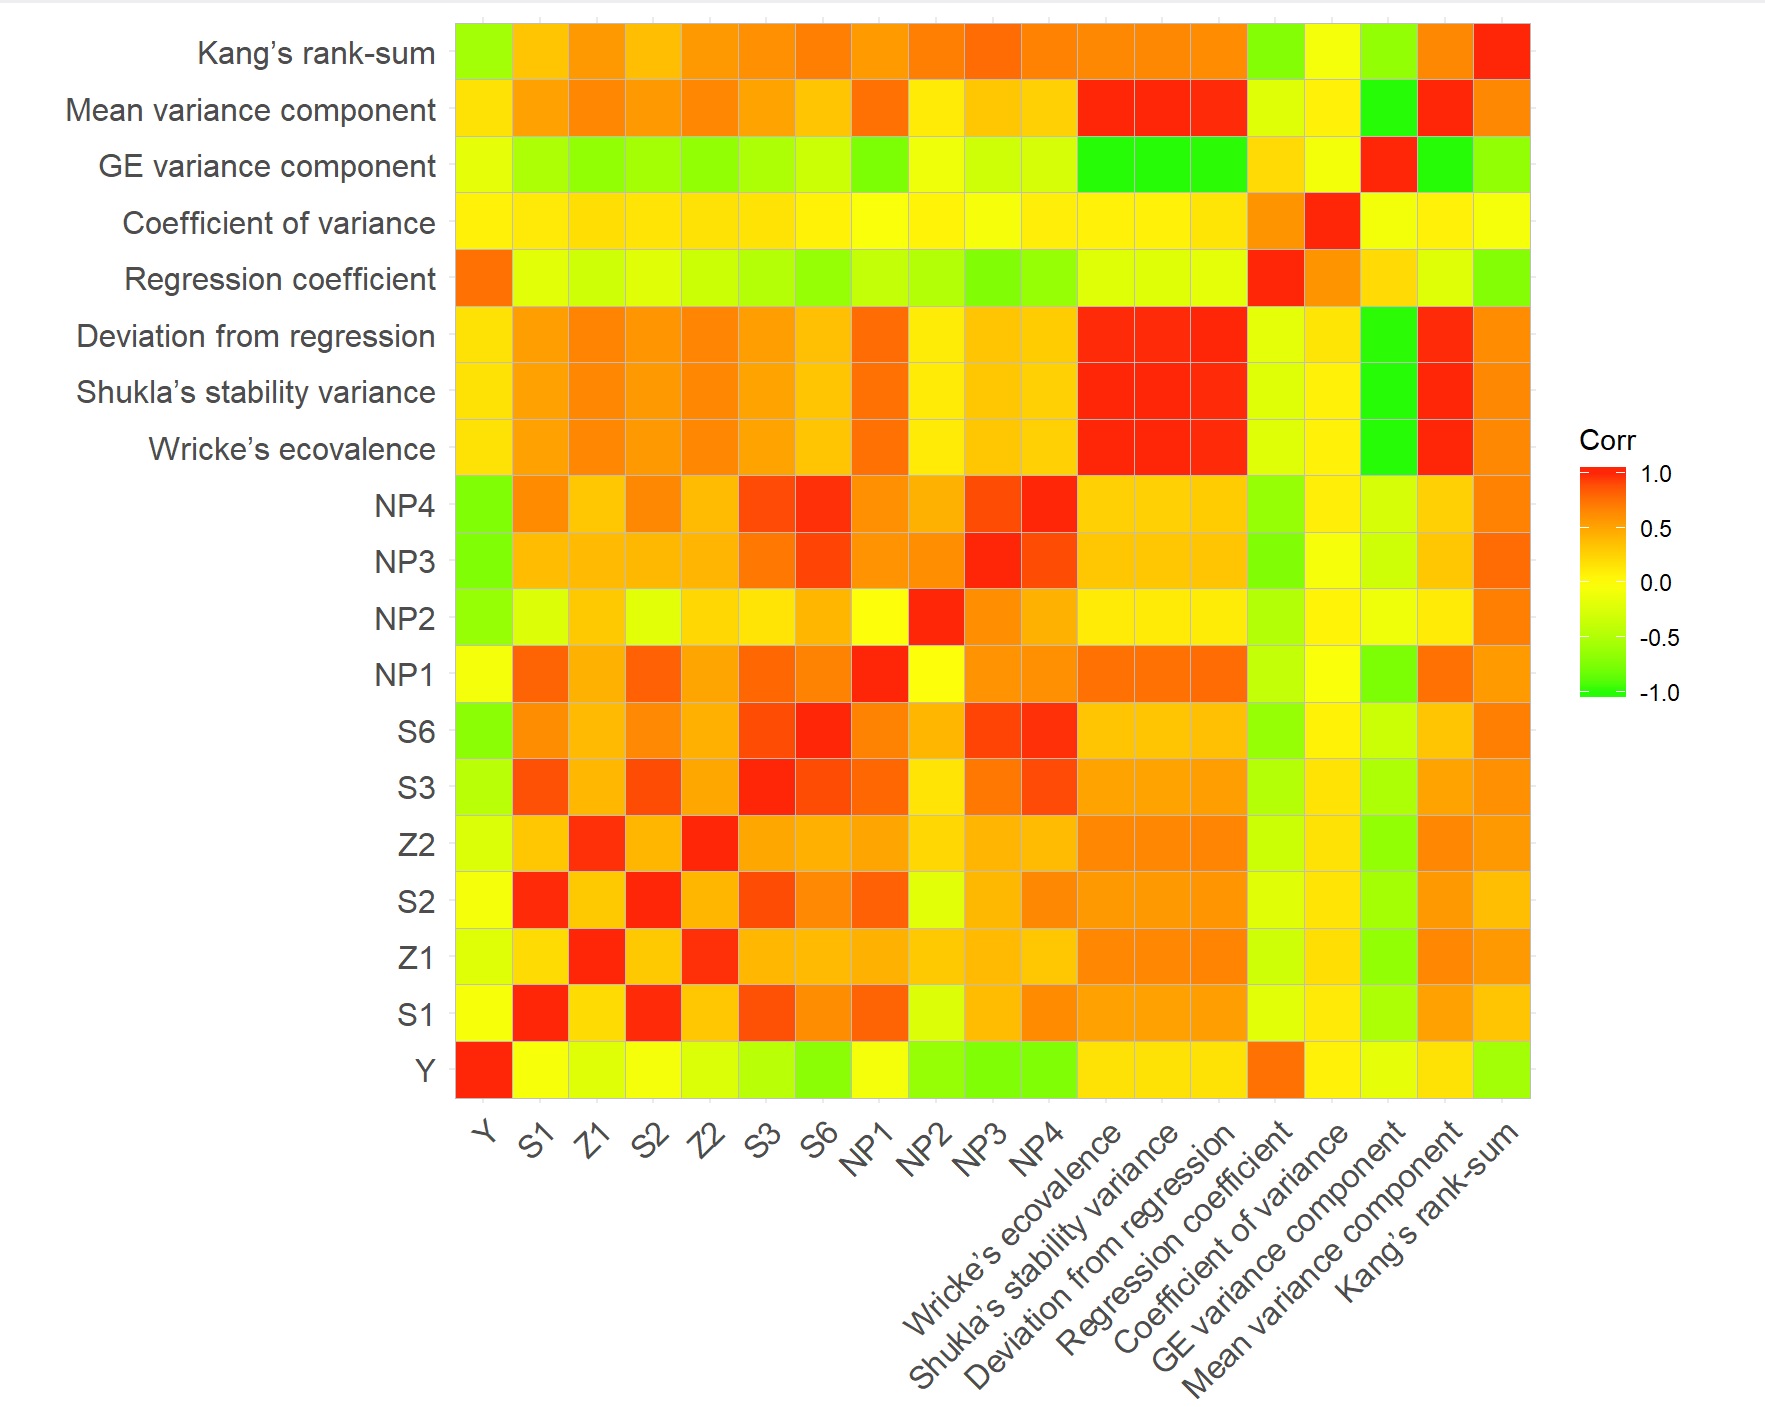 Kang’s rank-sum
Mean variance component
GE variance component
Coefficient of variance
Regression coefficient
Deviation from regression
Shukla’s stability variance
Wricke’s ecovalence
NP4
NP3
NP2
NP1
S6
S3
Z2
S2
Z1
S1
Y
Y
S1
Z1
S2
Z2
S3
S6
NP1
NP2
NP3
NP4
Wricke’s ecovalence
Shukla’s stability variance
Deviation from regression
Regression coefficient
Coefficient of variance
GE variance component
Mean variance component
Kang’s rank-sum
Corr
1.0
0.5
0.0
-0.5
-1.0